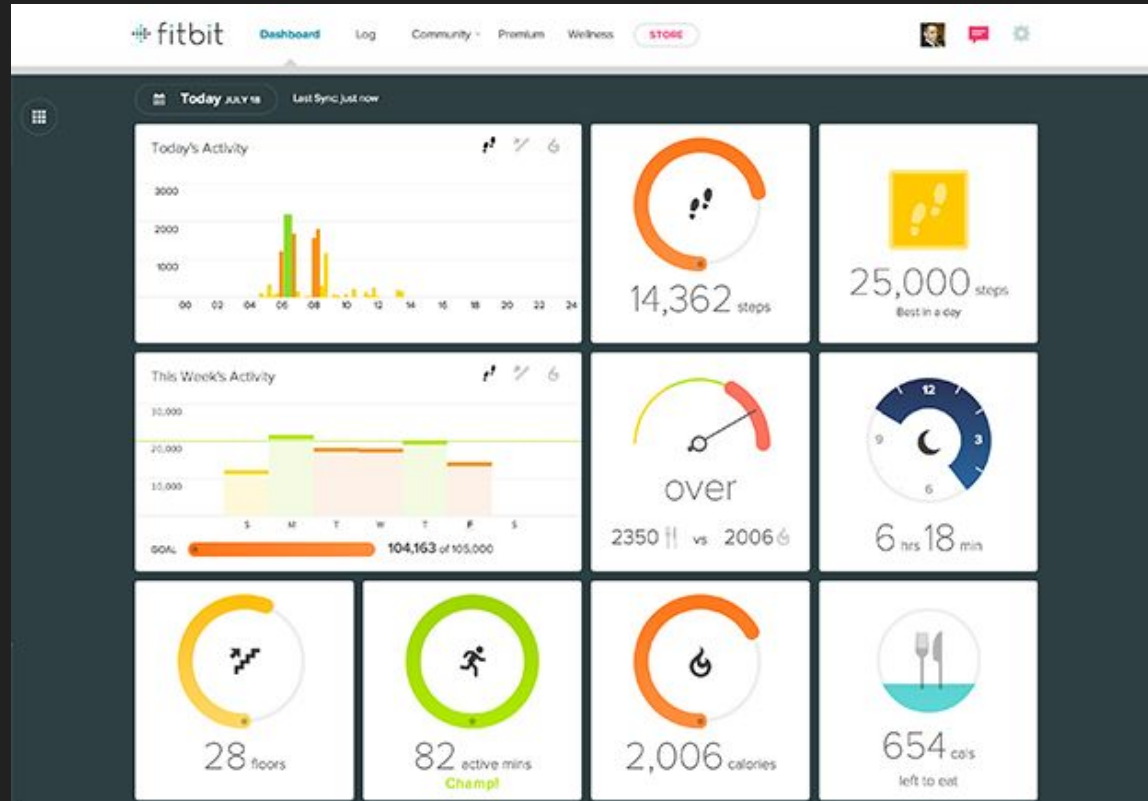 fitbit Dashboard Log Community Premium Wellness STORE
Today JULY 18 Last Sync: just now
Today's Activity
3000
2000
1000
00 02 04 06 08 10 12 14 16 18 20 22 24
14,362 steps
25,000 steps
Best in a day
This Week's Activity
30,000
20,000
10,000
S M T W T F S
GOAL 104,163 of 105,000
over
2350 vs 2006
12
9 3
6
6 hrs 18 min
28 floors
82 active mins
Champ!
2,006 calories
654 cals
left to eat